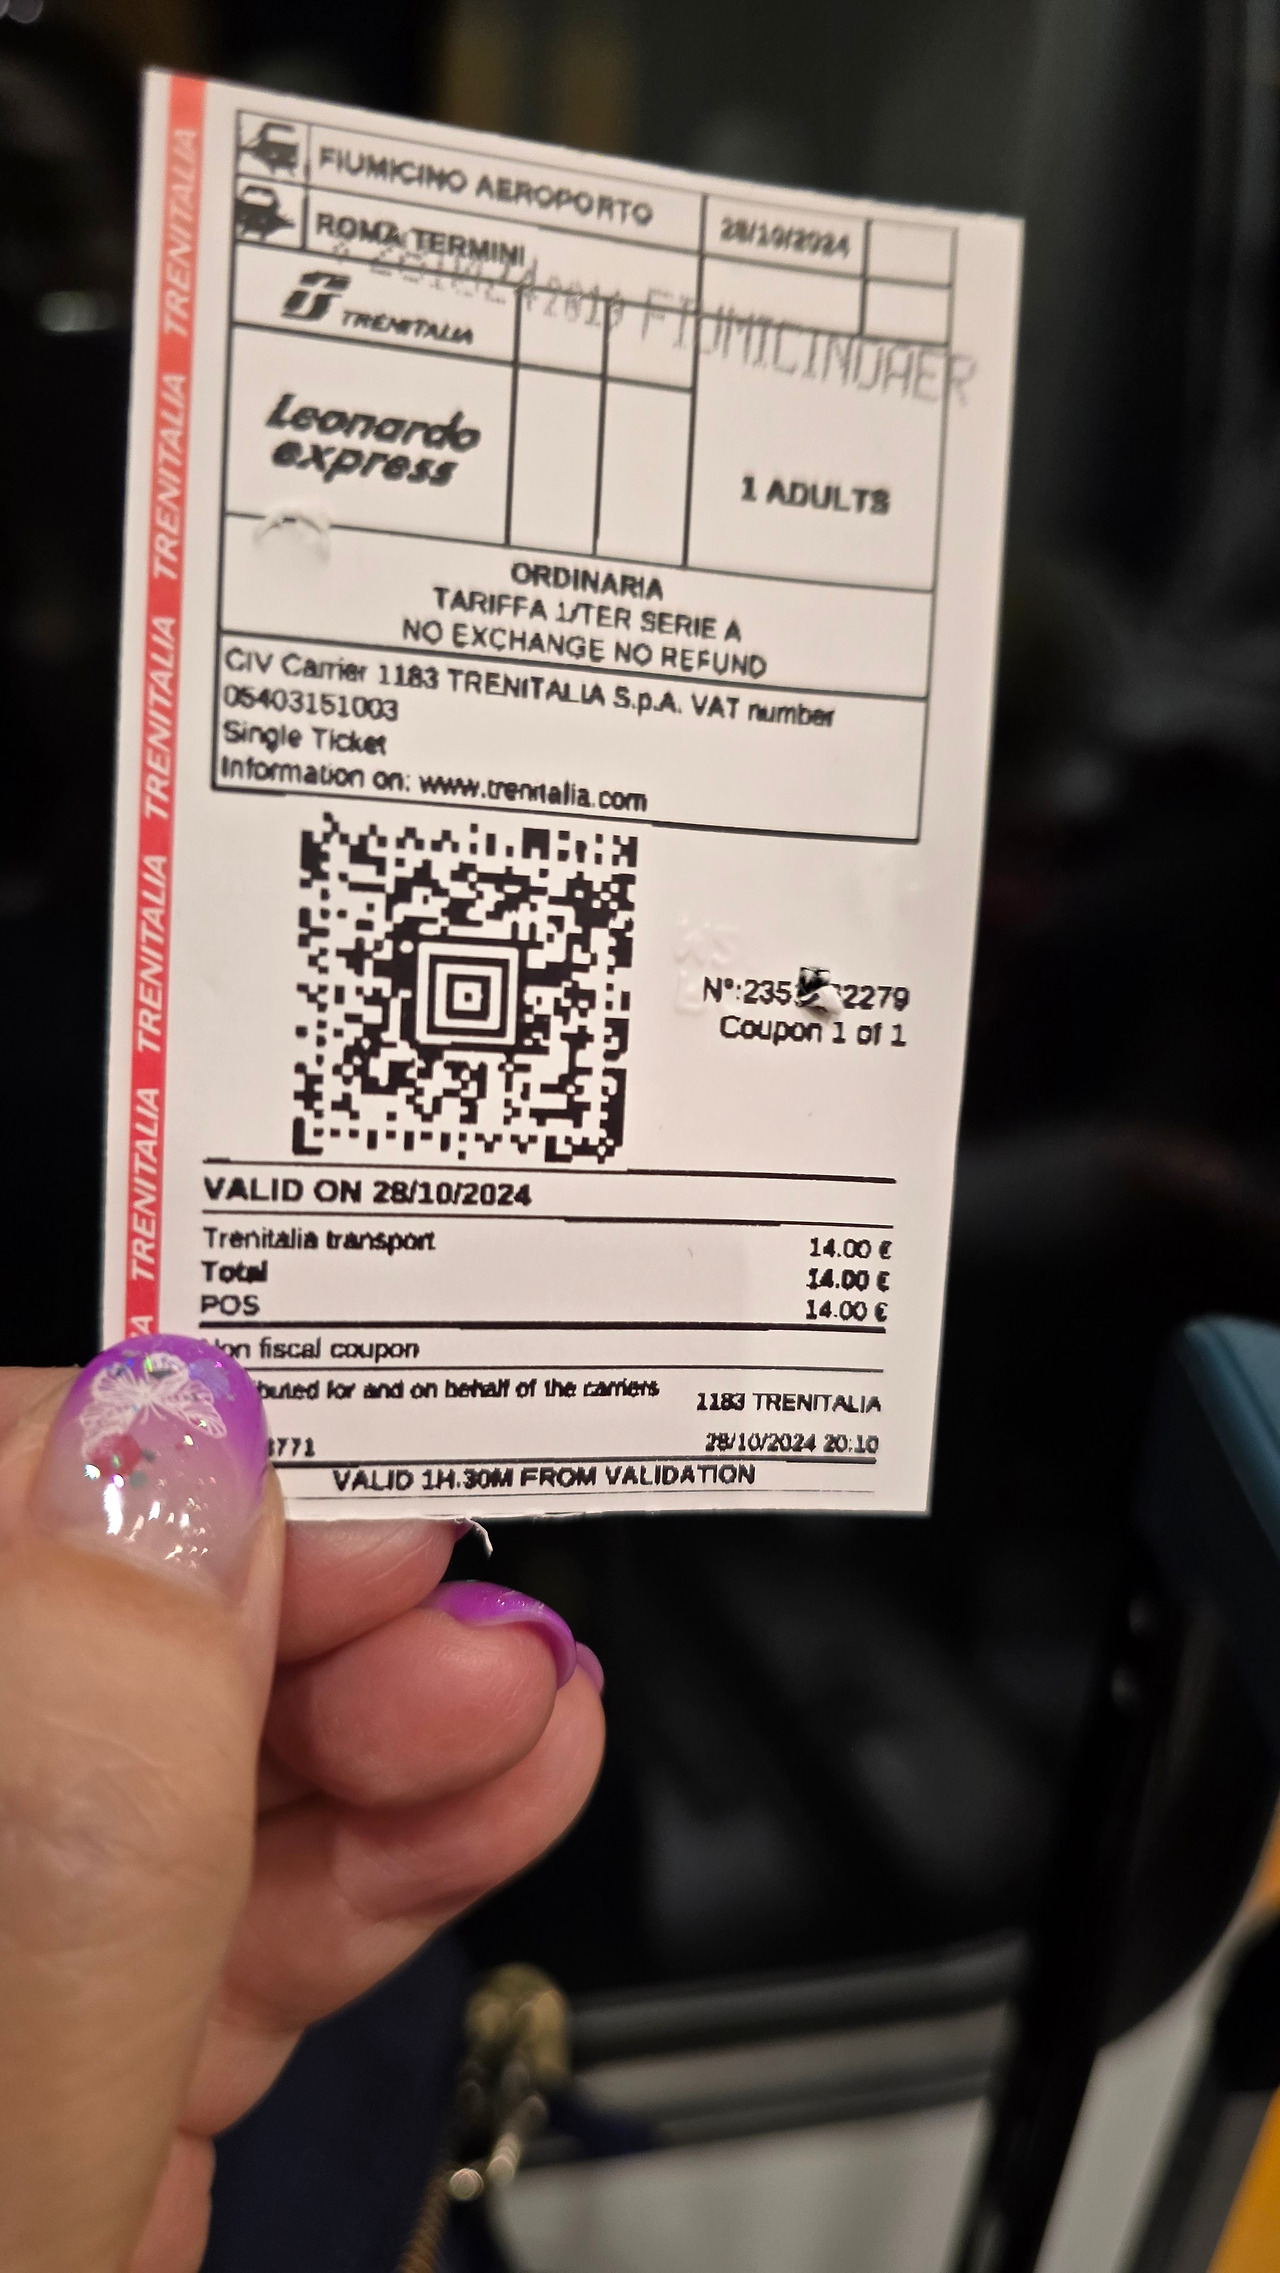 FIUMICINO AEROPORTO 28/10/2024
ROMA TERMINI
FIUMICINOAER
TRENITALIA
Leonardo
express
1 ADULTS
ORDINARIA
TARIFFA 1/TER SERIE A
NO EXCHANGE NO REFUND
CIV Carrier 1183 TRENITALIA S.p.A. VAT number
05403151003
Single Ticket
Information on: www.trenitalia.com
Coupon 1 of 1
VALID ON 28/10/2024
Trenitalia transport 14.00 €
Total 14.00 €
POS 14.00 €
fiscal coupon
for and on behalf of the carriers
1183 TRENITALIA
28/10/2024 20:10
VALID 1H.30M FROM VALIDATION
TRENITALIA TRENITALIA TRENITALIA TRENITALIA TRENITALIA